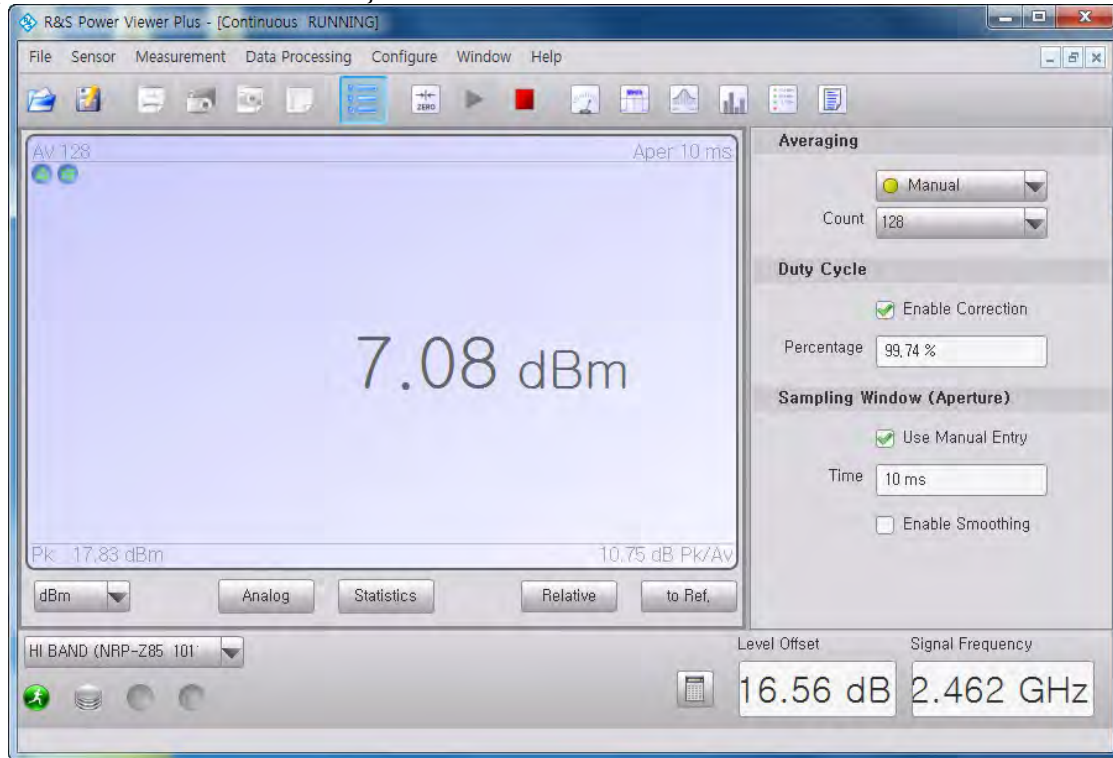 R&S Power Viewer Plus - [Continuous RUNNING]
File Sensor Measurement Data Processing Configure Window Help
ZERO
AV 128 Aper 10 ms
7.08 dBm
Pk 17.83 dBm 10.75 dB Pk/Av
dBm Analog Statistics Relative to Ref.
Averaging
Manual
Count 128
Duty Cycle
Enable Correction
Percentage 99.74 %
Sampling Window (Aperture)
Use Manual Entry
Time 10 ms
Enable Smoothing
HI BAND (NRP-Z85 101
Level Offset Signal Frequency
16.56 dB 2.462 GHz